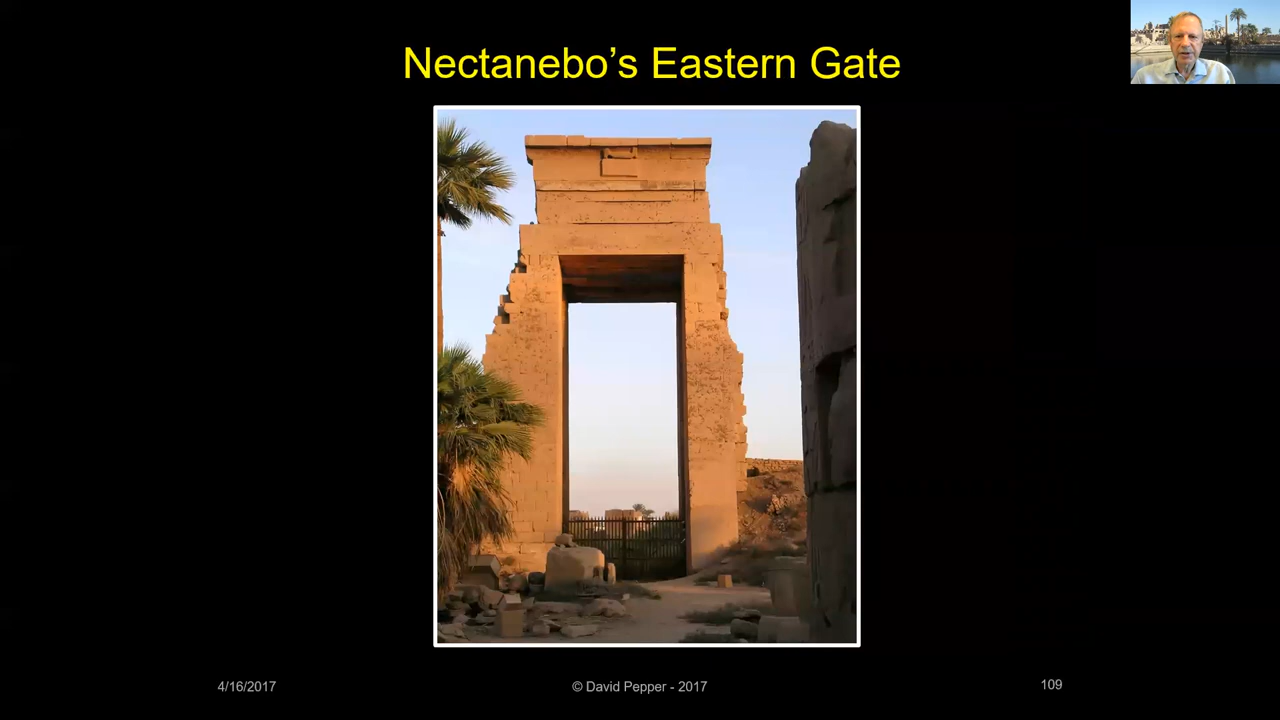 Nectanebo’s Eastern Gate
4/16/2017
© David Pepper - 2017
109